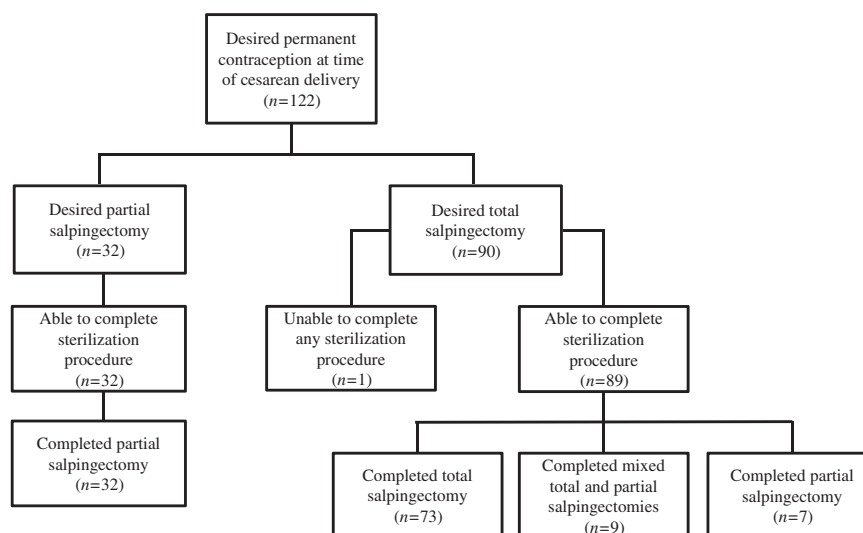 Desired permanent
contraception at time
of cesarean delivery
(n=122)
Desired partial
salpingectomy
(n=32)
Desired total
salpingectomy
(n=90)
Able to complete
sterilization
procedure
(n=32)
Unable to complete
any sterilization
procedure
(n=1)
Able to complete
sterilization
procedure
(n=89)
Completed partial
salpingectomy
(n=32)
Completed total
salpingectomy
(n=73)
Completed mixed
total and partial
salpingectomies
(n=9)
Completed partial
salpingectomy
(n=7)